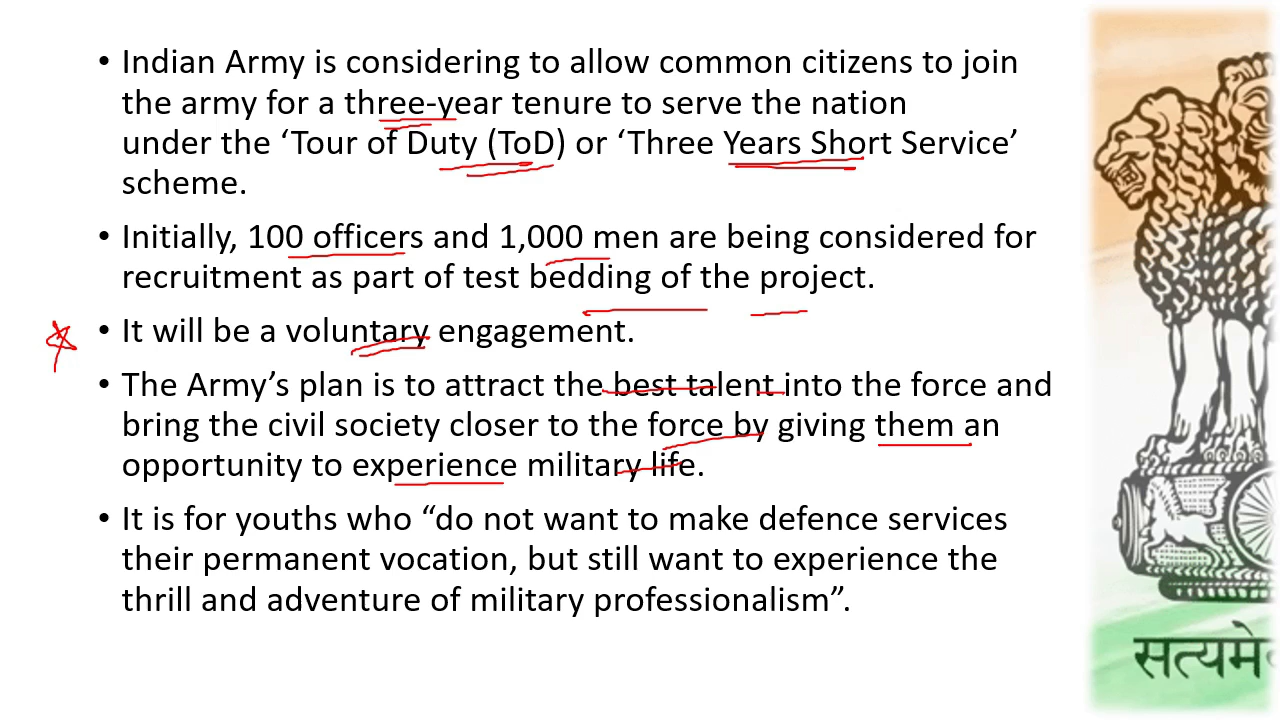 • Indian Army is considering to allow common citizens to join
the army for a three-year tenure to serve the nation
under the ‘Tour of Duty (ToD) or ‘Three Years Short Service’
scheme.
• Initially, 100 officers and 1,000 men are being considered for
recruitment as part of test bedding of the project.
• It will be a voluntary engagement.
• The Army’s plan is to attract the best talent into the force and
bring the civil society closer to the force by giving them an
opportunity to experience military life.
• It is for youths who “do not want to make defence services
their permanent vocation, but still want to experience the
thrill and adventure of military professionalism”.
सत्यमे